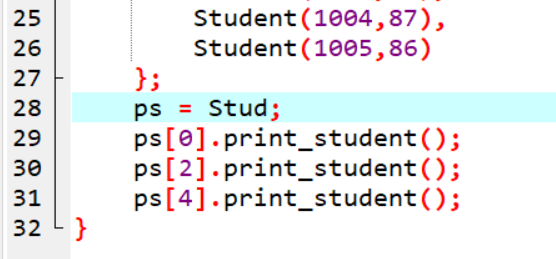 25 Student(1004,87),
26 Student(1005,86)
27 };
28 ps = Stud;
29 ps[0].print_student();
30 ps[2].print_student();
31 ps[4].print_student();
32 }